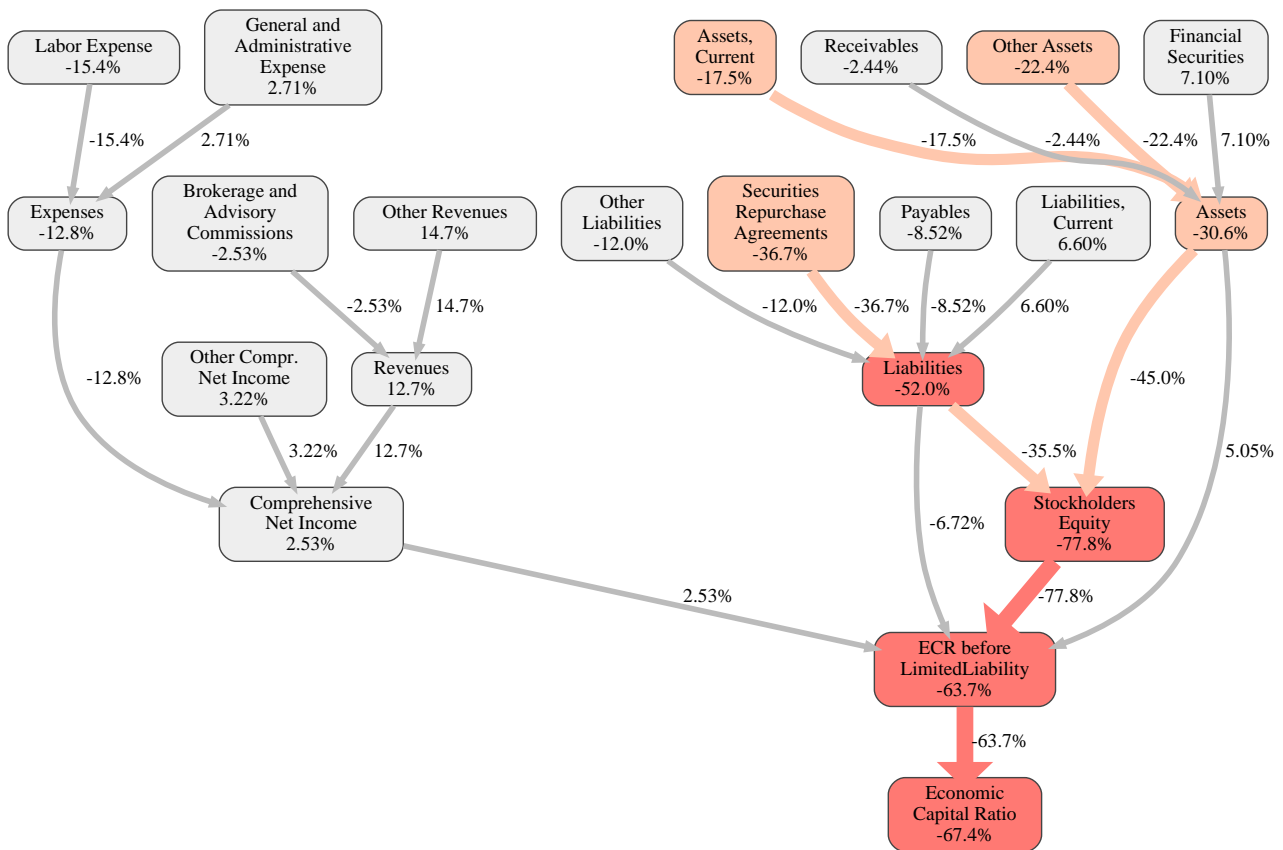 Labor Expense
-15.4%
General and
Administrative
Expense
2.71%
Assets,
Current
-17.5%
Receivables
-2.44%
Other Assets
-22.4%
Financial
Securities
7.10%
-15.4%
2.71%
-17.5%
-2.44%
-22.4%
7.10%
Expenses
-12.8%
Brokerage and
Advisory
Commissions
-2.53%
Other Revenues
14.7%
Other
Liabilities
-12.0%
Securities
Repurchase
Agreements
-36.7%
Payables
-8.52%
Liabilities,
Current
6.60%
Assets
-30.6%
-2.53%
14.7%
-12.0%
-36.7%
-8.52%
6.60%
-12.8%
Other Compr.
Net Income
3.22%
Revenues
12.7%
Liabilities
-52.0%
-45.0%
3.22%
12.7%
-35.5%
5.05%
Comprehensive
Net Income
2.53%
-6.72%
Stockholders
Equity
-77.8%
2.53%
-77.8%
ECR before
LimitedLiability
-63.7%
-63.7%
Economic
Capital Ratio
-67.4%